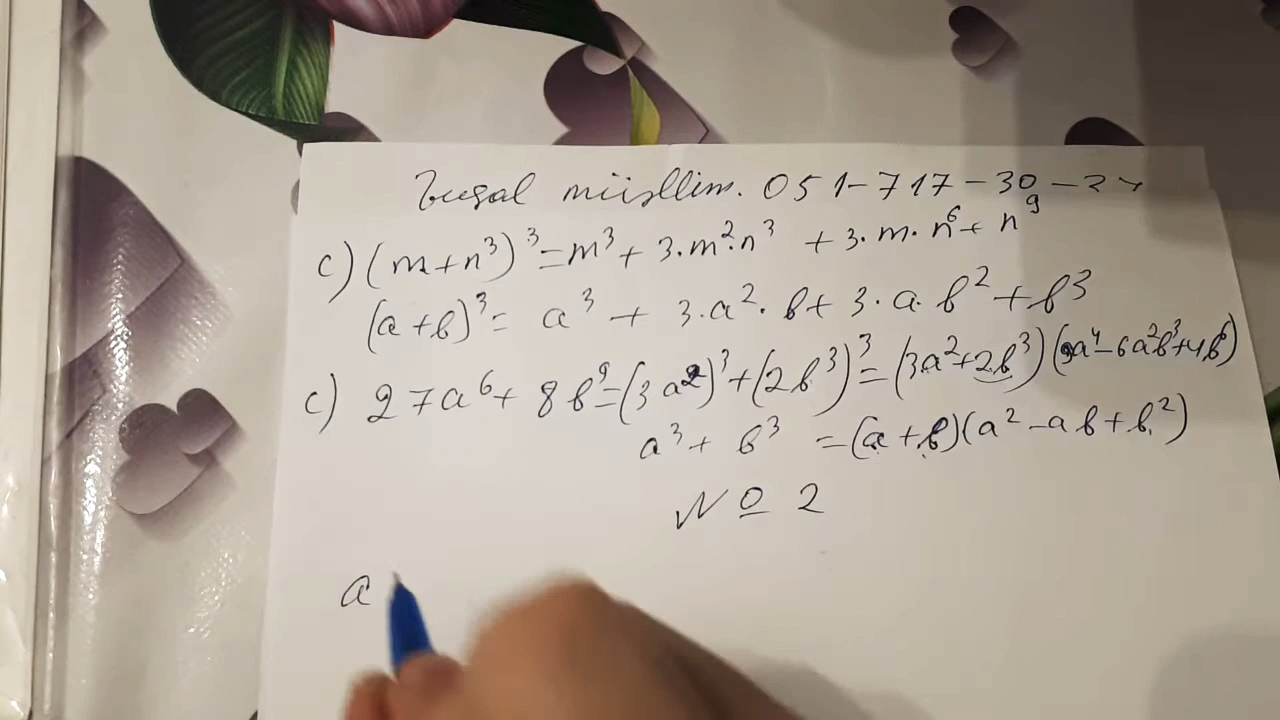 müəllim. 051-717-30-
c) (m+n³)³=m³+3·m²·n³+3·m·n⁶+n⁹
(a+b)³=a³+3·a²·b+3·a·b²+b³
c) 27a⁶+8b⁹=(3a²)³+(2b³)³=(3a²+2b³)(9a⁴-6a²b³+4b⁶)
a³+b³=(a+b)(a²-ab+b²)
№ 2
a